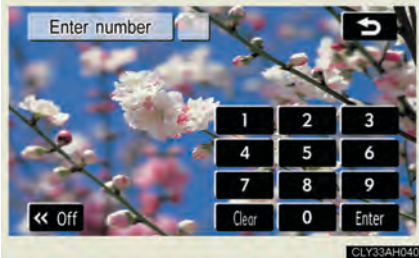 Enter number
1 2 3
4 5 6
7 8 9
« Off Clear 0 Enter
CLY33AH040